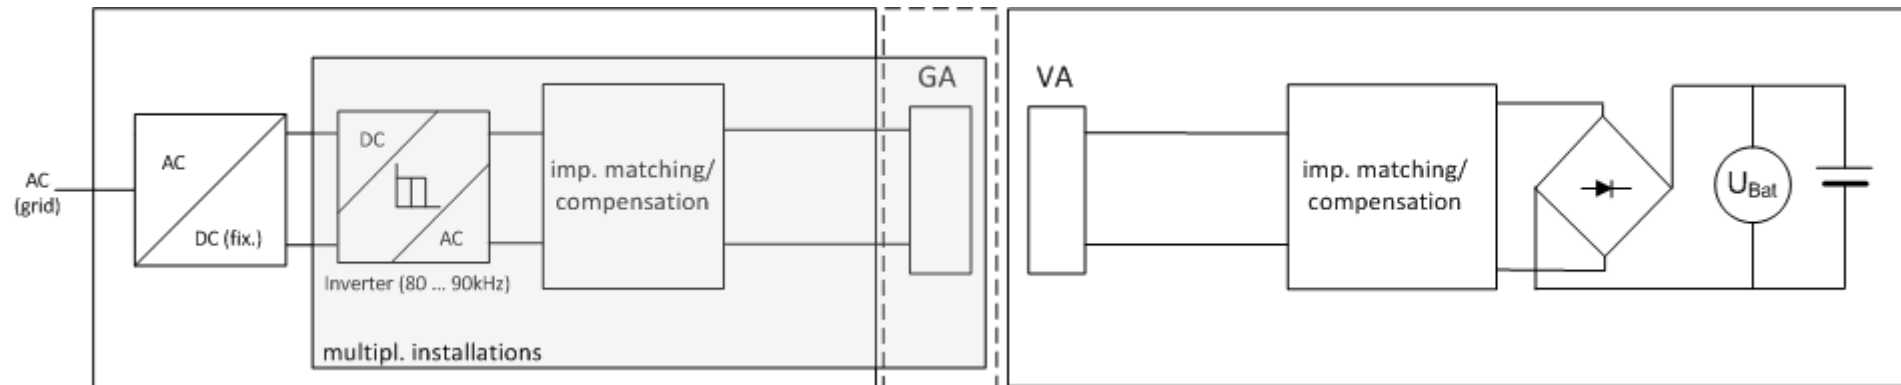 AC
(grid)
AC
DC (fix.)
DC
AC
Inverter (80 ... 90kHz)
imp. matching/
compensation
multipl. installations
GA
VA
imp. matching/
compensation
UBat